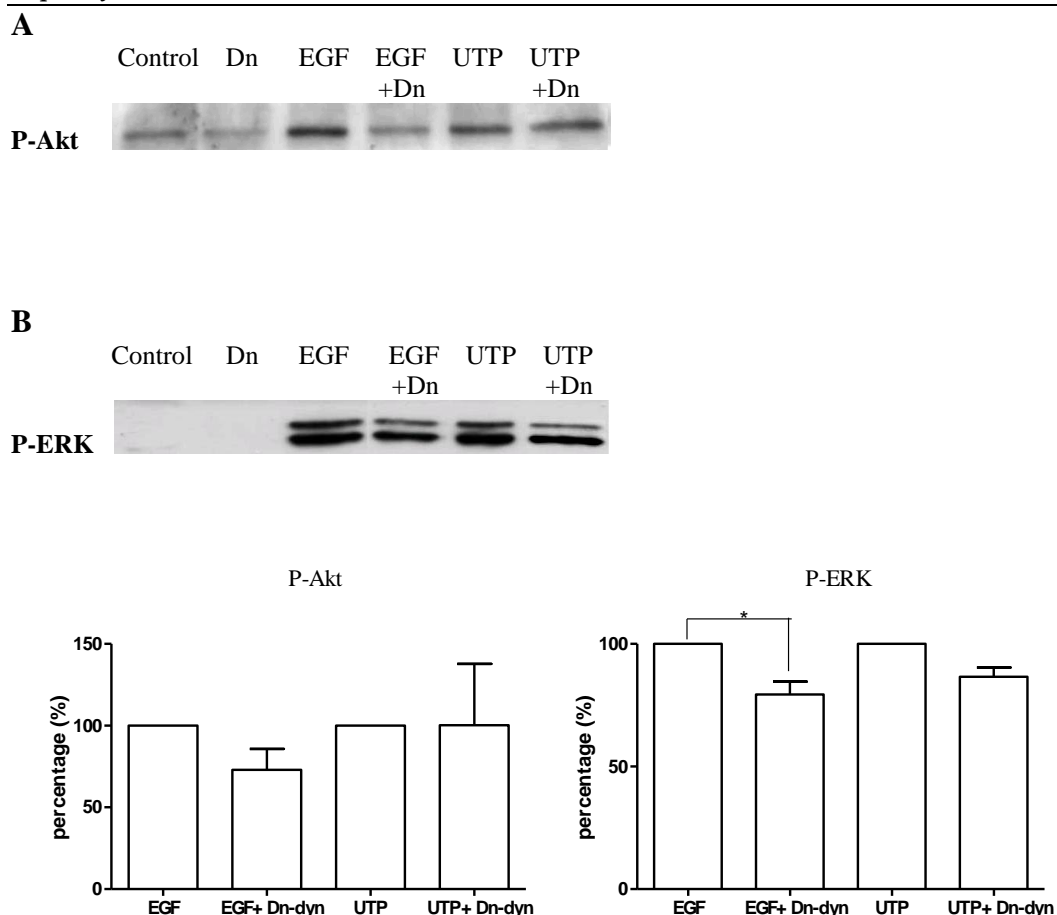 A
Control Dn EGF EGF UTP UTP
+Dn +Dn
P-Akt
B
Control Dn EGF EGF UTP UTP
+Dn +Dn
P-ERK
P-Akt
150
100
50
0
percentage (%)
EGF EGF+ Dn-dyn UTP UTP+ Dn-dyn
P-ERK
*
100
50
0
percentage (%)
EGF EGF+ Dn-dyn UTP UTP+ Dn-dyn